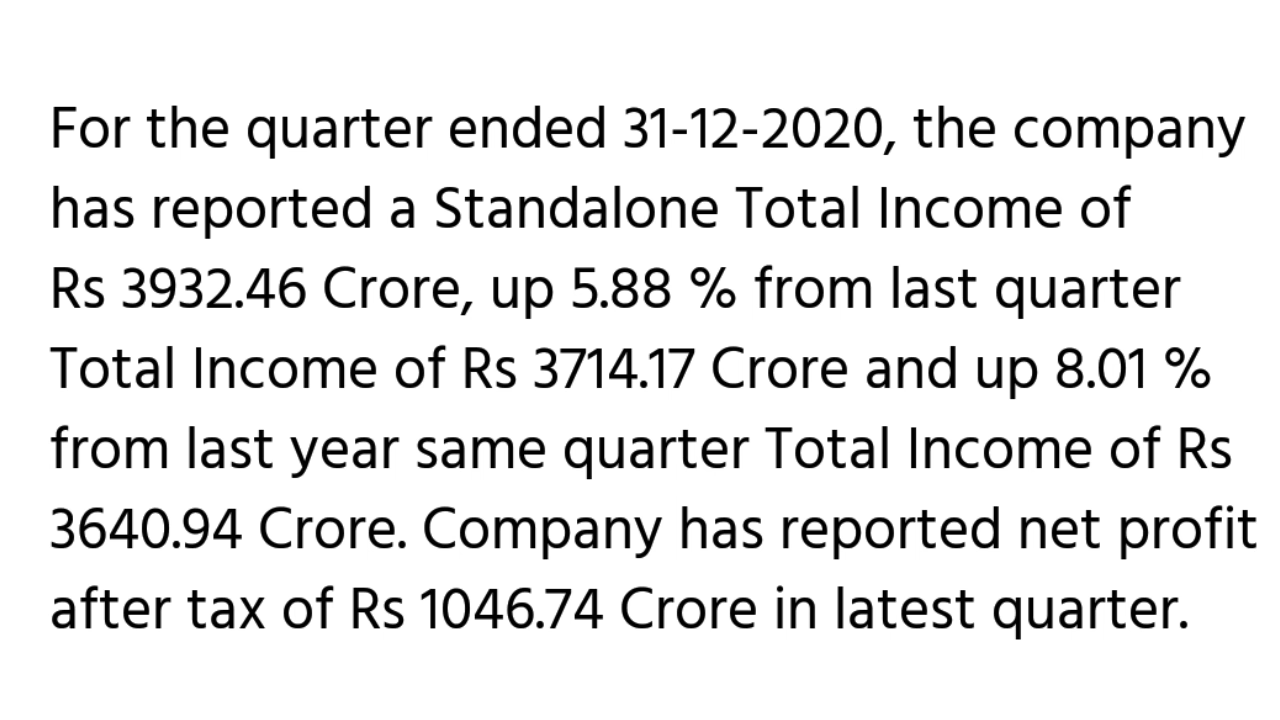 For the quarter ended 31-12-2020, the company
has reported a Standalone Total Income of
Rs 3932.46 Crore, up 5.88 % from last quarter
Total Income of Rs 3714.17 Crore and up 8.01 %
from last year same quarter Total Income of Rs
3640.94 Crore. Company has reported net profit
after tax of Rs 1046.74 Crore in latest quarter.